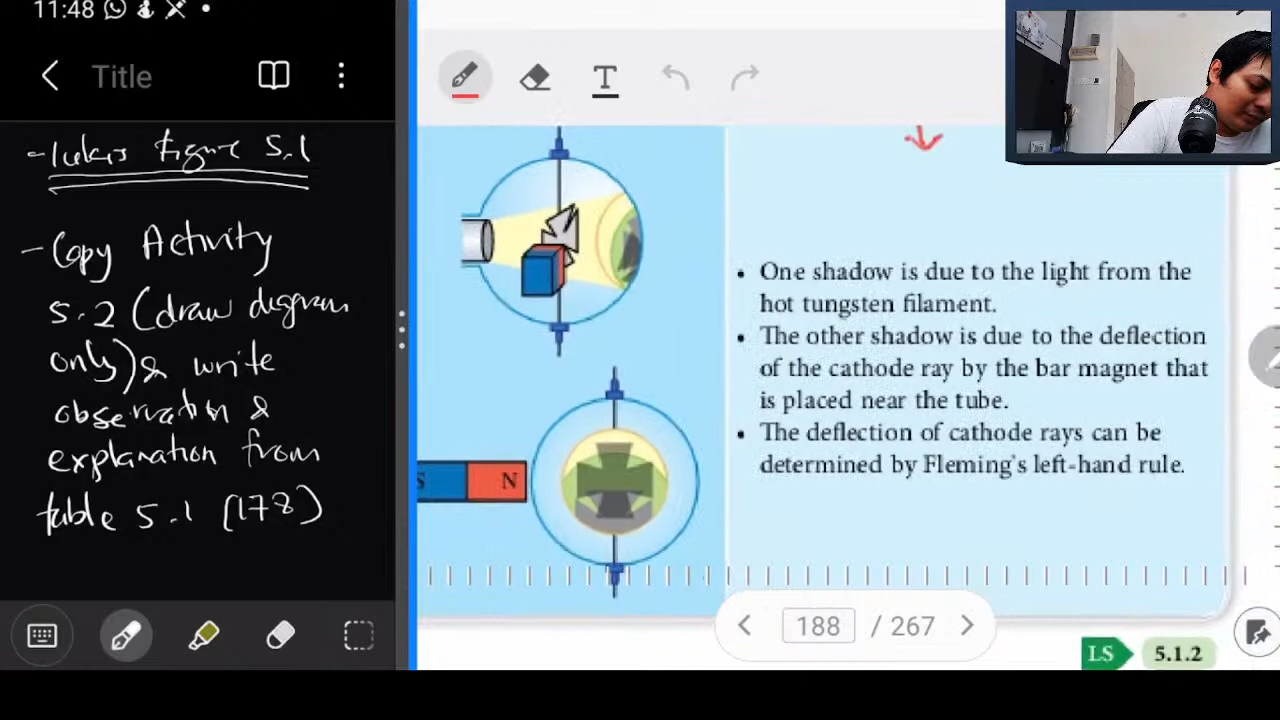 11:48
Title
- lukis figure 5.1
- Copy Activity
5.2 (draw diagram
only) & write
observation &
explanation from
table 5.1 (178)
T
One shadow is due to the light from the
hot tungsten filament.
The other shadow is due to the deflection
of the cathode ray by the bar magnet that
is placed near the tube.
The deflection of cathode rays can be
determined by Fleming's left-hand rule.
S N
188 / 267
LS 5.1.2